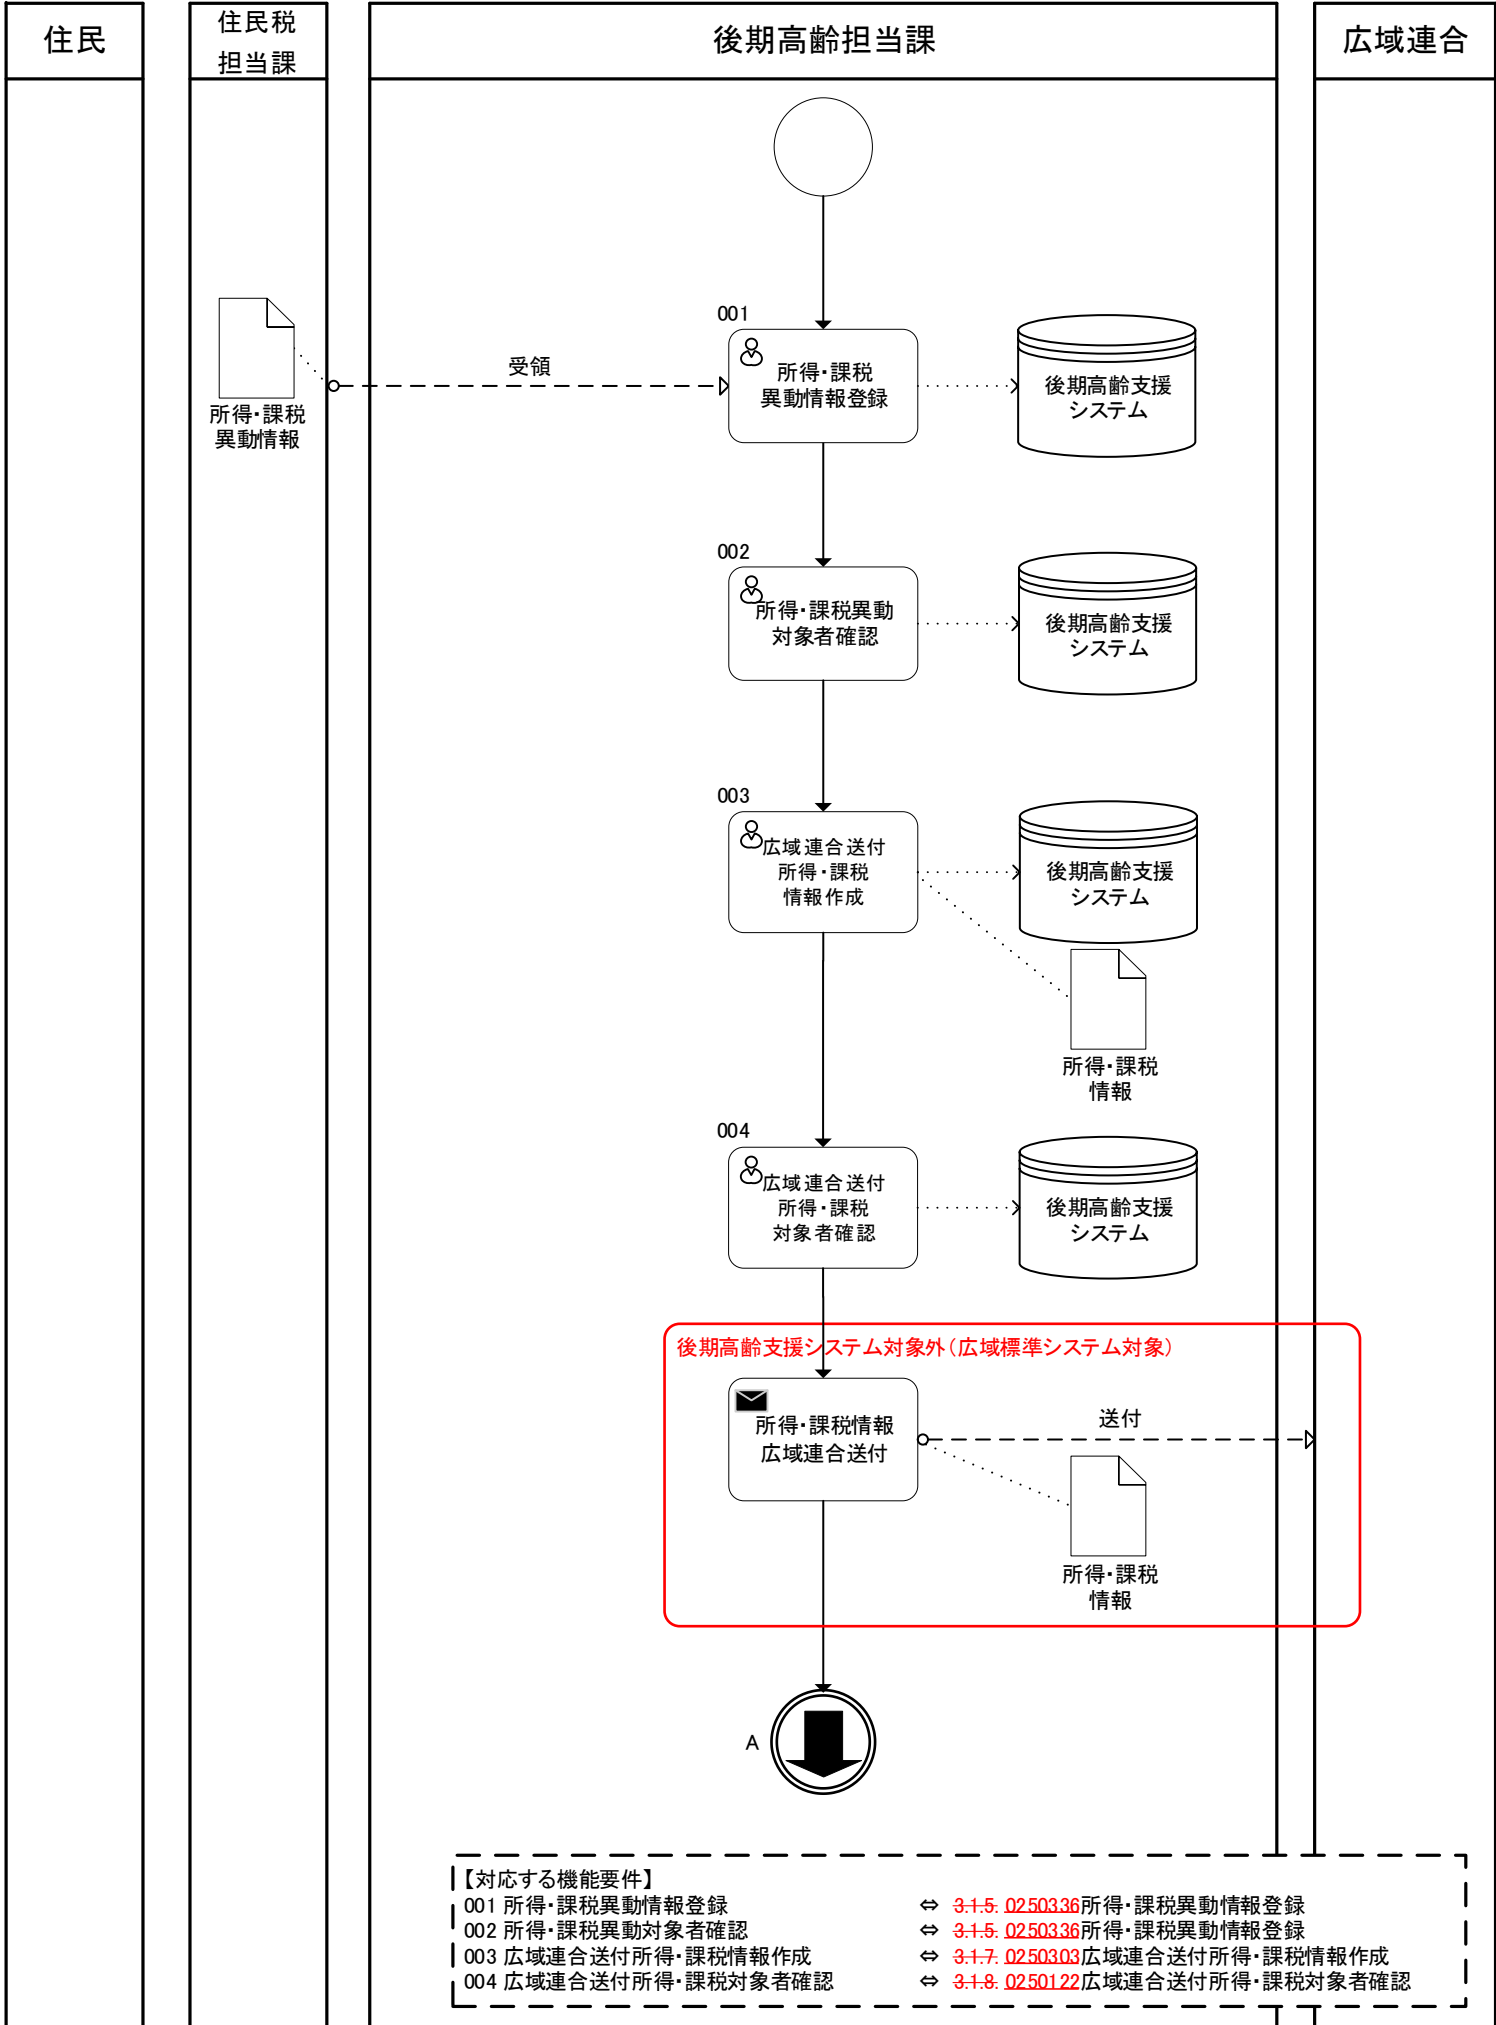 住民
住民税
担当課
後期高齢担当課
広域連合
001
所得・課税
異動情報
受領
所得・課税
異動情報登録
後期高齢支援
システム
002
所得・課税異動
対象者確認
後期高齢支援
システム
003
広域連合送付
所得・課税
情報作成
後期高齢支援
システム
所得・課税
情報
004
広域連合送付
所得・課税
対象者確認
後期高齢支援
システム
後期高齢支援システム対象外（広域標準システム対象）
所得・課税情報
広域連合送付
送付
所得・課税
情報
A
【対応する機能要件】
001 所得・課税異動情報登録 ⇔ 3.1.5. 0250336所得・課税異動情報登録
002 所得・課税異動対象者確認 ⇔ 3.1.5. 0250336所得・課税異動情報登録
003 広域連合送付所得・課税情報作成 ⇔ 3.1.7. 0250303広域連合送付所得・課税情報作成
004 広域連合送付所得・課税対象者確認 ⇔ 3.1.8. 0250122広域連合送付所得・課税対象者確認